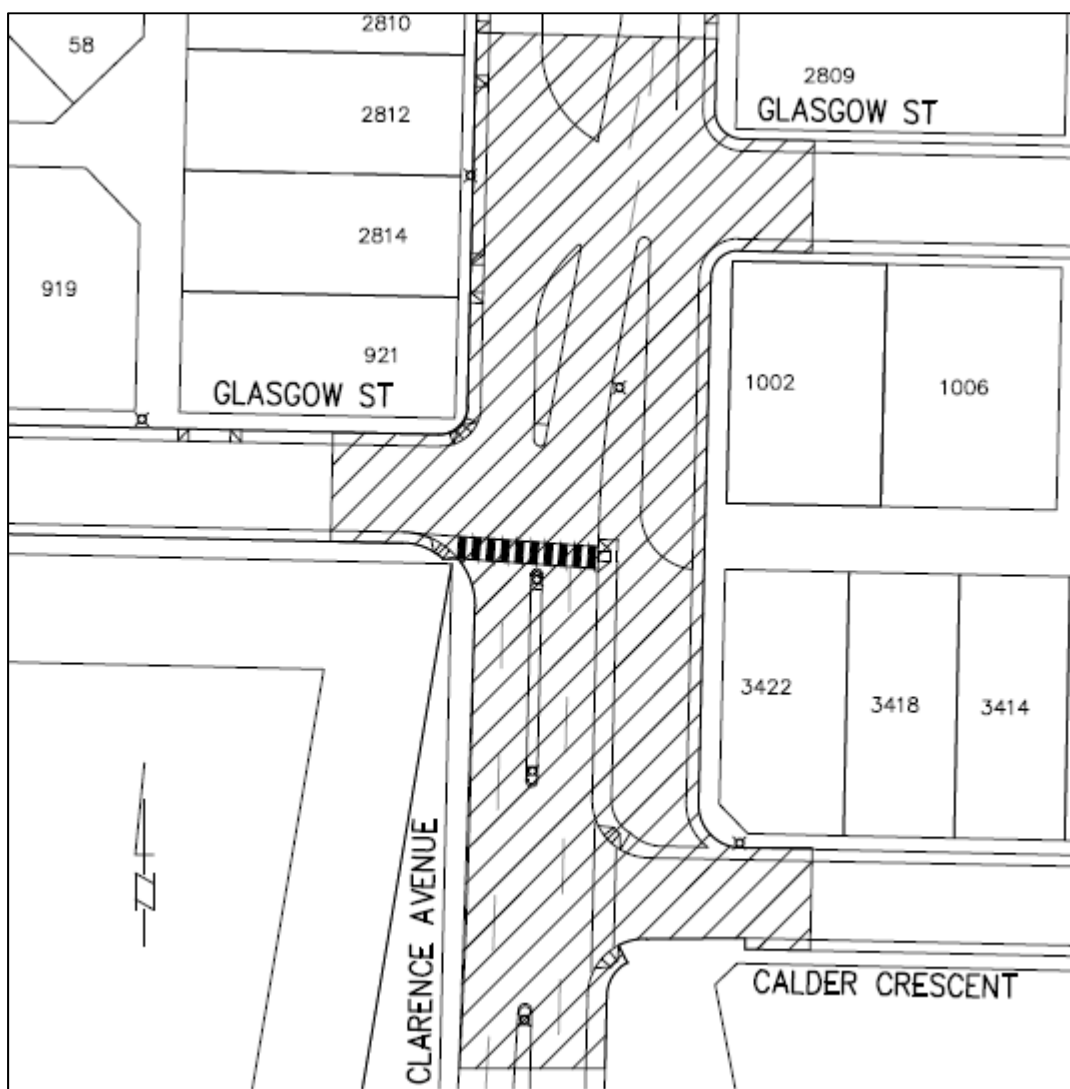 2810
58
2809
GLASGOW ST
2812
2814
919
921
GLASGOW ST
1002
1006
3422
3418
3414
CLARENCE AVENUE
N
CALDER CRESCENT